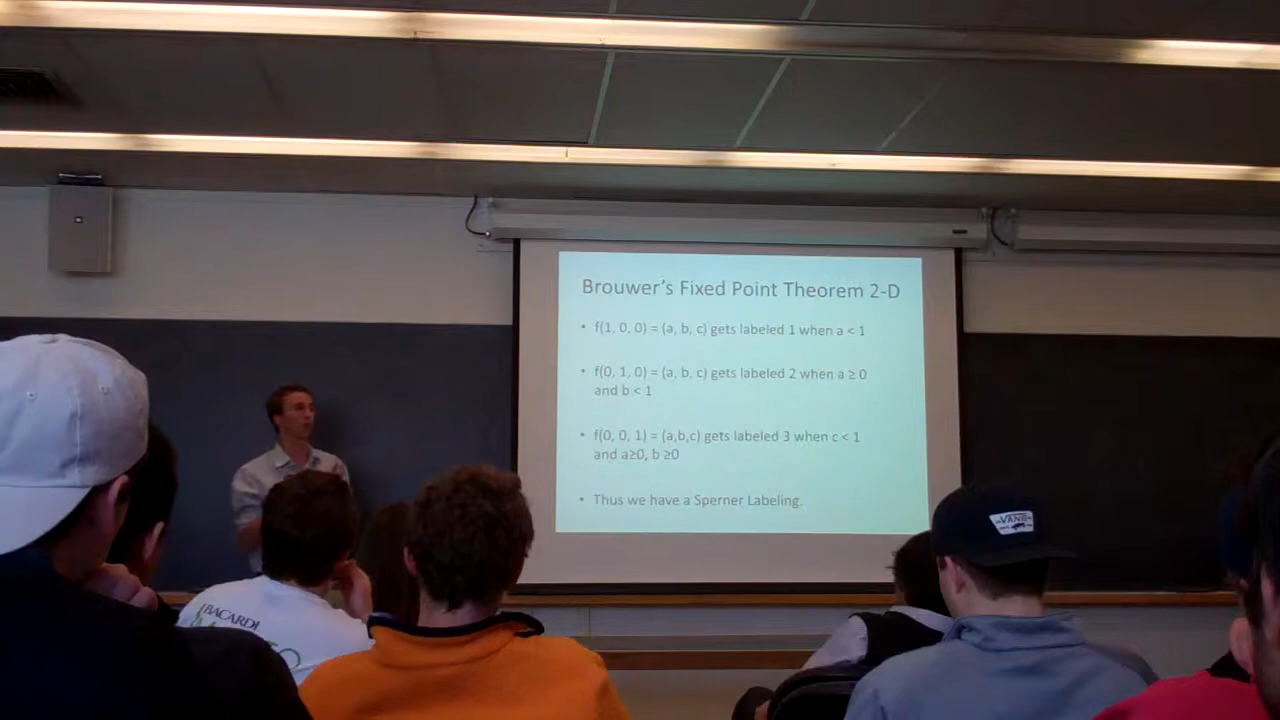 Brouwer's Fixed Point Theorem 2-D
• f(1, 0, 0) = (a, b, c) gets labeled 1 when a < 1
• f(0, 1, 0) = (a, b, c) gets labeled 2 when a ≥ 0
and b < 1
• f(0, 0, 1) = (a,b,c) gets labeled 3 when c < 1
and a≥0, b ≥0
• Thus we have a Sperner Labeling.
VANS
BACARDI